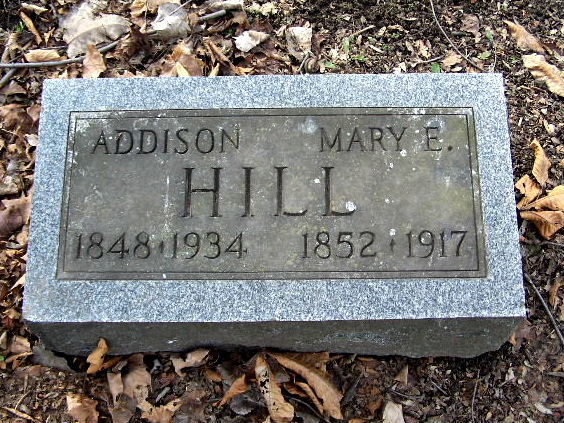 ADDISON MARY E.
HILL
1848 · 1934 1852 · 1917